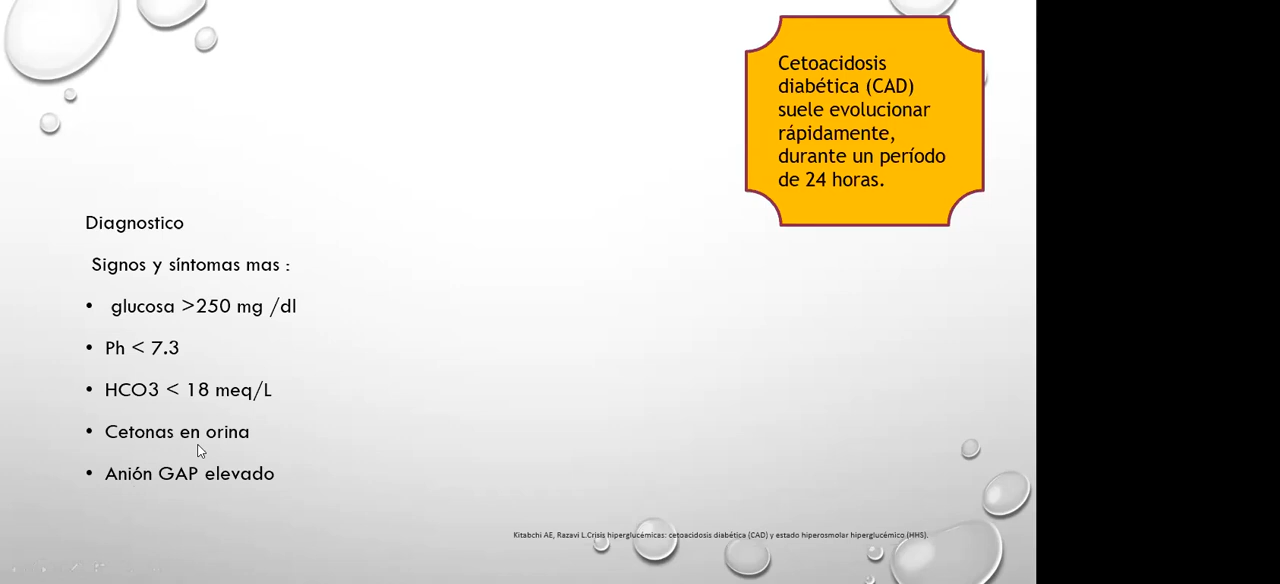 Cetoacidosis
diabética (CAD)
suele evolucionar
rápidamente,
durante un período
de 24 horas.
Diagnostico
Signos y síntomas mas :
• glucosa >250 mg /dl
• Ph < 7.3
• HCO3 < 18 meq/L
• Cetonas en orina
• Anión GAP elevado
Kitabchi AE, Razavi L.Crisis hiperglucémicas: cetoacidosis diabética (CAD) y estado hiperosmolar hiperglucémico (HHS).